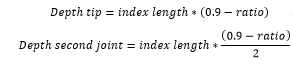 Depth tip = index length * (0.9 − ratio)
Depth second joint = index length * (0.9 − ratio) / 2